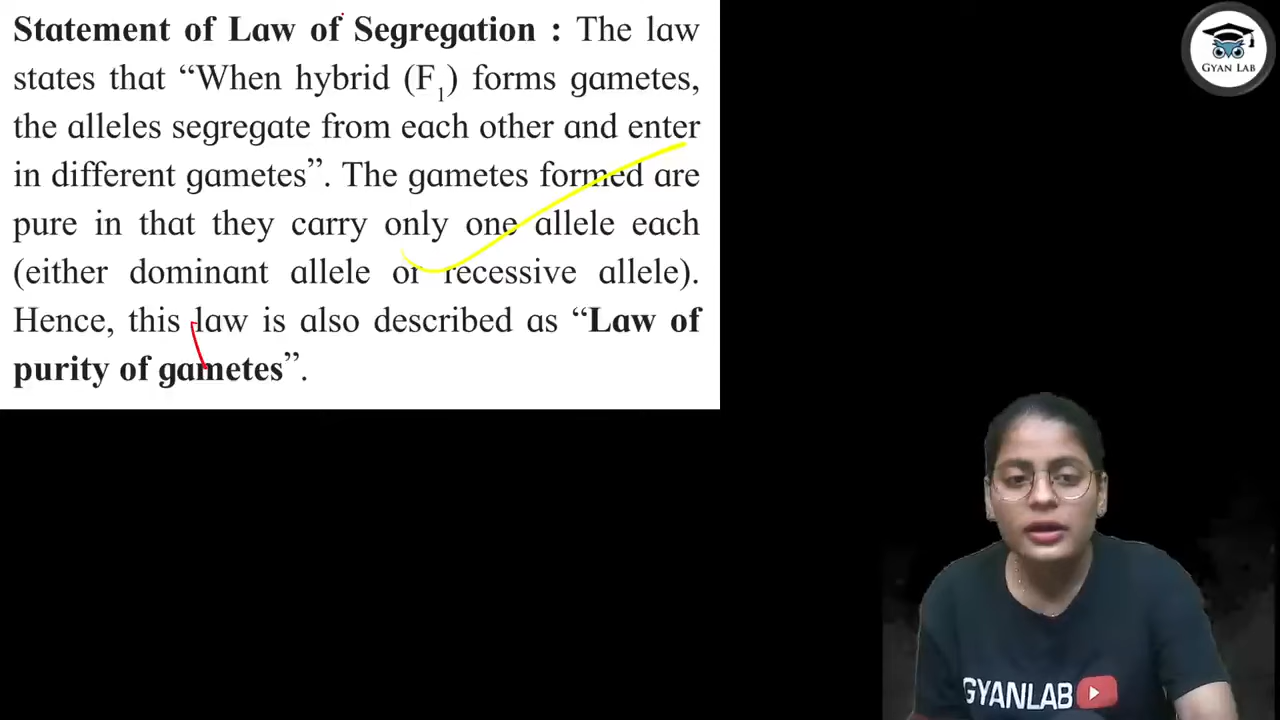 Statement of Law of Segregation : The law
states that “When hybrid (F₁) forms gametes,
the alleles segregate from each other and enter
in different gametes”. The gametes formed are
pure in that they carry only one allele each
(either dominant allele or recessive allele).
Hence, this law is also described as “Law of
purity of gametes”.
GYAN LAB
GYANLAB